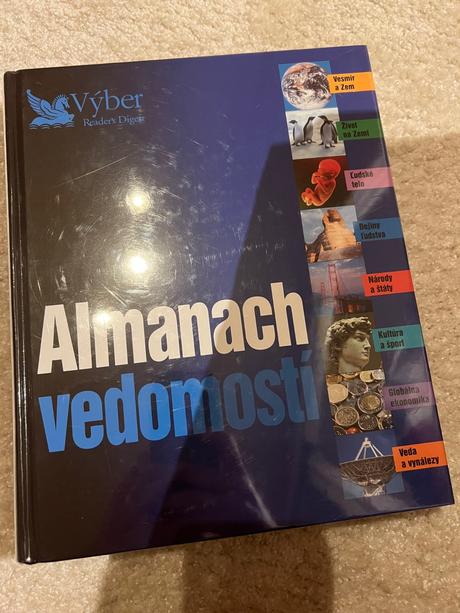 Výber
Reader's Digest
Vesmír
a Zem
Život
na Zemi
Ľudské
telo
Dejiny
ľudstva
Národy
a štáty
Kultúra
a šport
Globálna
ekonomika
Veda
a vynálezy
Almanach
vedomostí